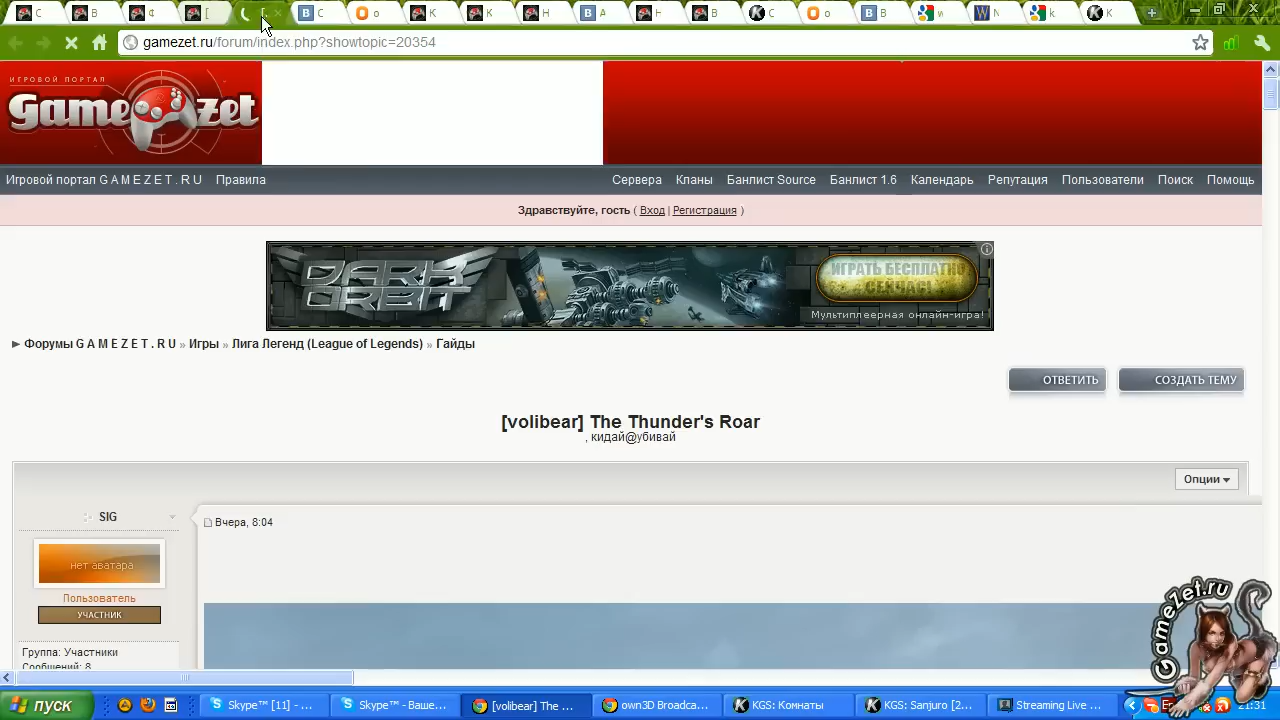 С
В
Ф
[
[
В С
о
К
К
Н
В А
Н
В
К С
о
В В
w
N
k
К
gamezet.ru/forum/index.php?showtopic=20354
ИГРОВОЙ ПОРТАЛ
GameZet
Игровой портал G A M E Z E T . R U Правила Сервера Кланы Банлист Source Банлист 1.6 Календарь Репутация Пользователи Поиск Помощь
Здравствуйте, гость ( Вход | Регистрация )
DARK ORBIT
ИГРАТЬ БЕСПЛАТНО СЕЙЧАС!
Мультиплеерная онлайн-игра!
Форумы G A M E Z E T . R U » Игры » Лига Легенд (League of Legends) » Гайды
ОТВЕТИТЬ СОЗДАТЬ ТЕМУ
[volibear] The Thunder's Roar
, кидай@убивай
Опции
SIG
Вчера, 8:04
нет аватара
Пользователь
УЧАСТНИК
Группа: Участники
Сообщений: 8
GameZet.ru
пуск Skype™ [11] - ... Skype™ - Ваше... [volibear] The ... own3D Broadca... KGS: Комнаты KGS: Sanjuro [2... Streaming Live ... 21:31